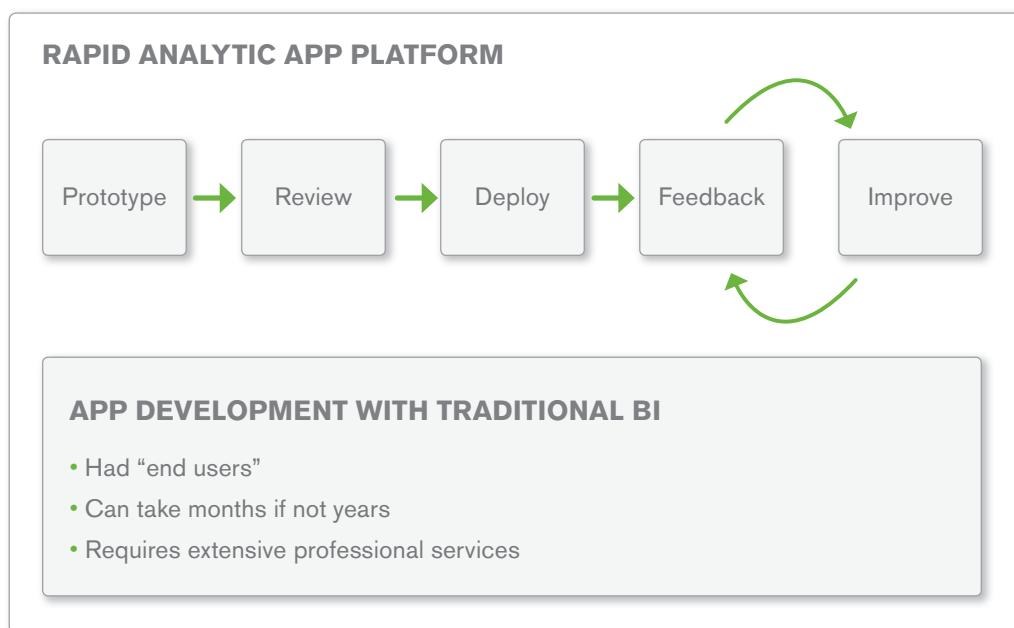 RAPID ANALYTIC APP PLATFORM
Prototype
Review
Deploy
Feedback
Improve
APP DEVELOPMENT WITH TRADITIONAL BI
• Had “end users”
• Can take months if not years
• Requires extensive professional services